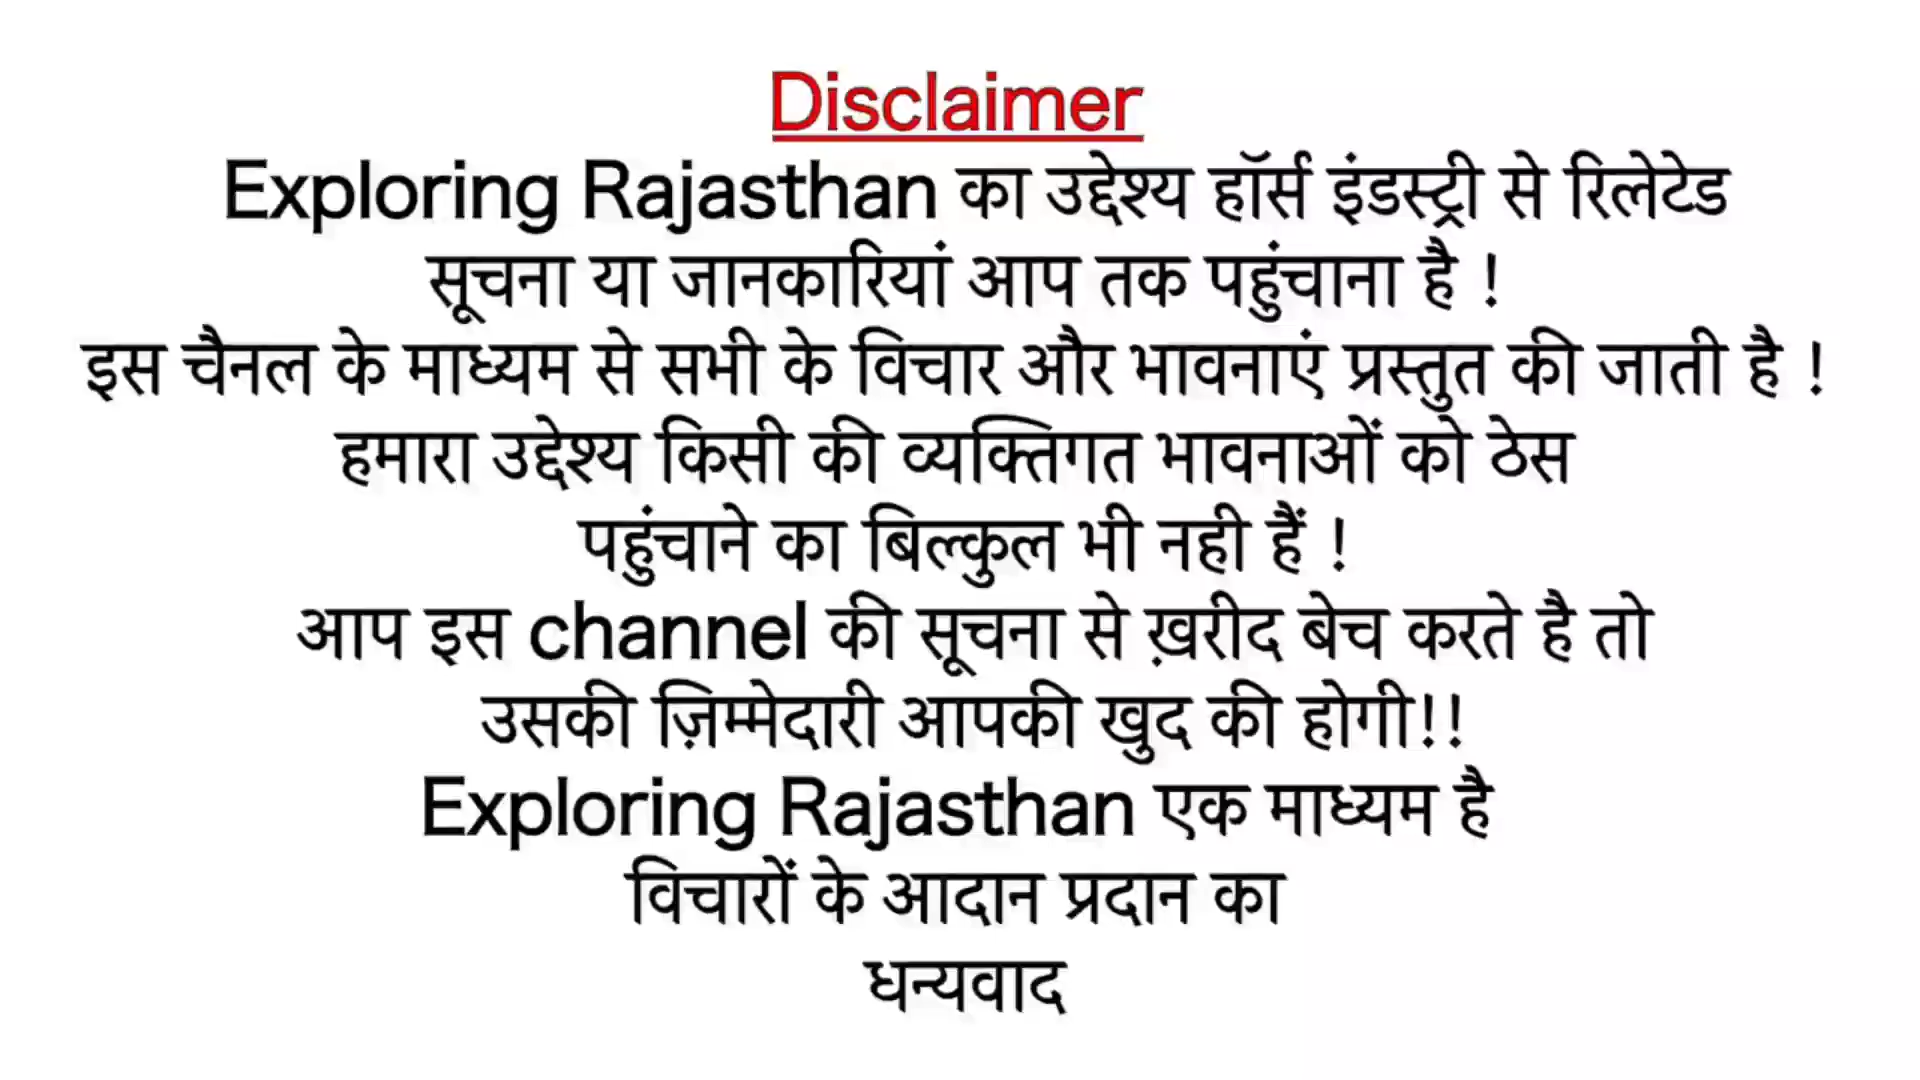 Disclaimer
Exploring Rajasthan का उद्देश्य हॉर्स इंडस्ट्री से रिलेटेड
सूचना या जानकारियां आप तक पहुंचाना है !
इस चैनल के माध्यम से सभी के विचार और भावनाएं प्रस्तुत की जाती है !
हमारा उद्देश्य किसी की व्यक्तिगत भावनाओं को ठेस
पहुंचाने का बिल्कुल भी नही हैं !
आप इस channel की सूचना से ख़रीद बेच करते है तो
उसकी ज़िम्मेदारी आपकी खुद की होगी!!
Exploring Rajasthan एक माध्यम है
विचारों के आदान प्रदान का
धन्यवाद